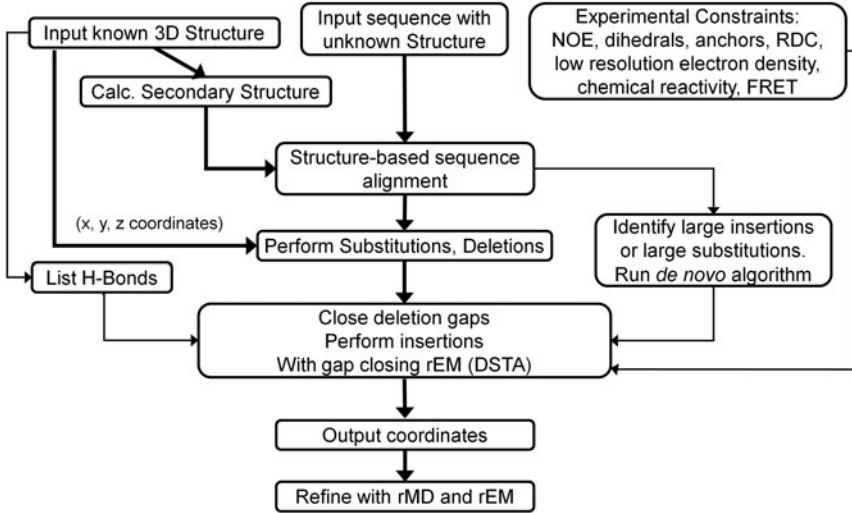 Input known 3D Structure
Input sequence with
unknown Structure
Experimental Constraints:
NOE, dihedrals, anchors, RDC,
low resolution electron density,
chemical reactivity, FRET
Calc. Secondary Structure
Structure-based sequence
alignment
(x, y, z coordinates)
Perform Substitutions, Deletions
Identify large insertions
or large substitutions.
Run de novo algorithm
List H-Bonds
Close deletion gaps
Perform insertions
With gap closing rEM (DSTA)
Output coordinates
Refine with rMD and rEM